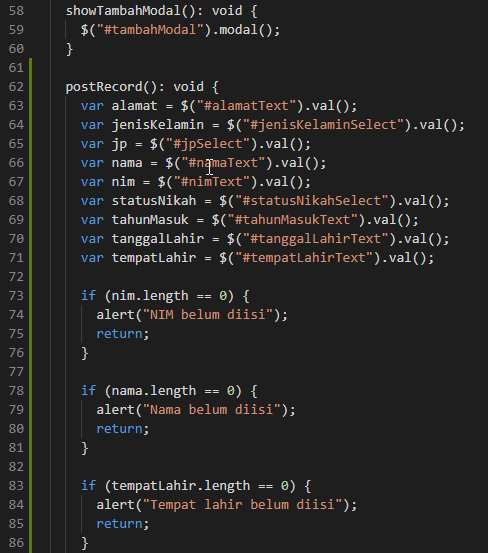 58 showTambahModal(): void {
59 $("#tambahModal").modal();
60 }
61
62 postRecord(): void {
63 var alamat = $("#alamatText").val();
64 var jenisKelamin = $("#jenisKelaminSelect").val();
65 var jp = $("#jpSelect").val();
66 var nama = $("#namaText").val();
67 var nim = $("#nimText").val();
68 var statusNikah = $("#statusNikahSelect").val();
69 var tahunMasuk = $("#tahunMasukText").val();
70 var tanggalLahir = $("#tanggalLahirText").val();
71 var tempatLahir = $("#tempatLahirText").val();
72
73 if (nim.length == 0) {
74 alert("NIM belum diisi");
75 return;
76 }
77
78 if (nama.length == 0) {
79 alert("Nama belum diisi");
80 return;
81 }
82
83 if (tempatLahir.length == 0) {
84 alert("Tempat lahir belum diisi");
85 return;
86 }